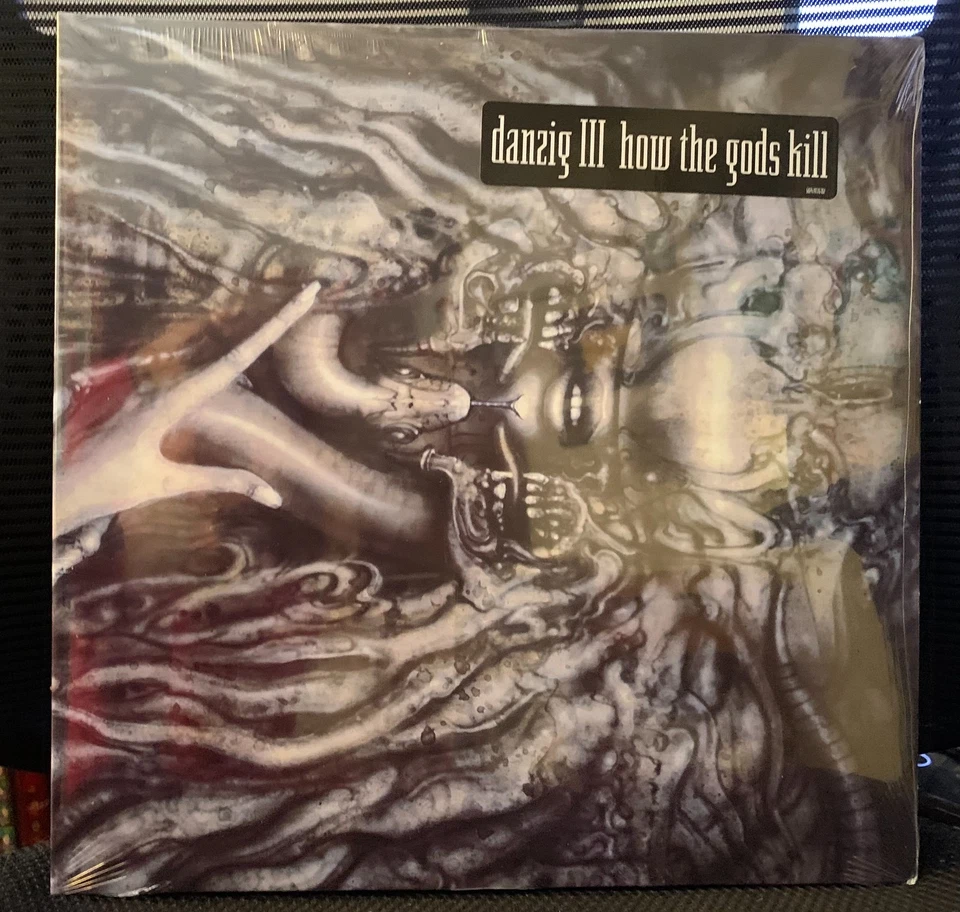 danzig III how the gods kill